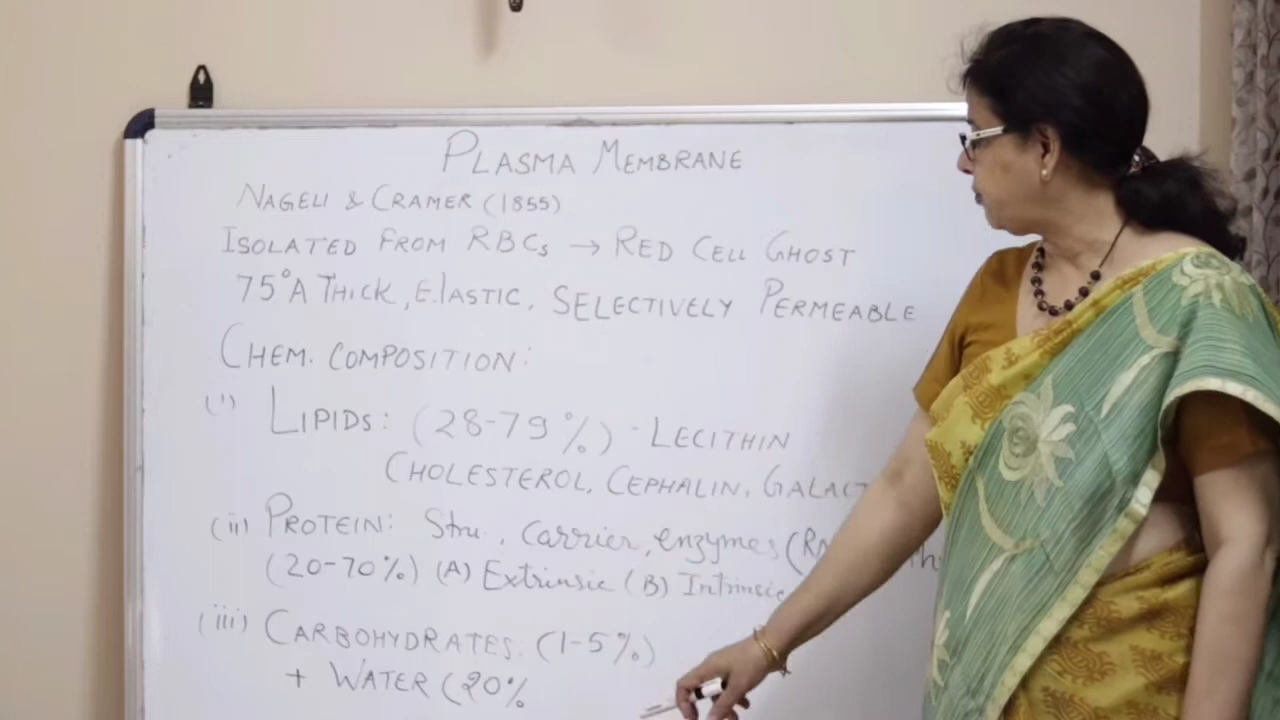 PLASMA MEMBRANE
NAGELI & CRAMER (1855)
ISOLATED FROM RBCs → RED CELL GHOST
75°A THICK, ELASTIC, SELECTIVELY PERMEABLE
CHEM. COMPOSITION:
(i) LIPIDS: (28-79%) - LECITHIN
CHOLESTEROL, CEPHALIN, GALACT
(ii) PROTEIN: Stru., Carrier, enzymes
(20-70%) (A) Extrinsic (B) Intrinsic
(iii) CARBOHYDRATES. (1-5%)
+ WATER (20%